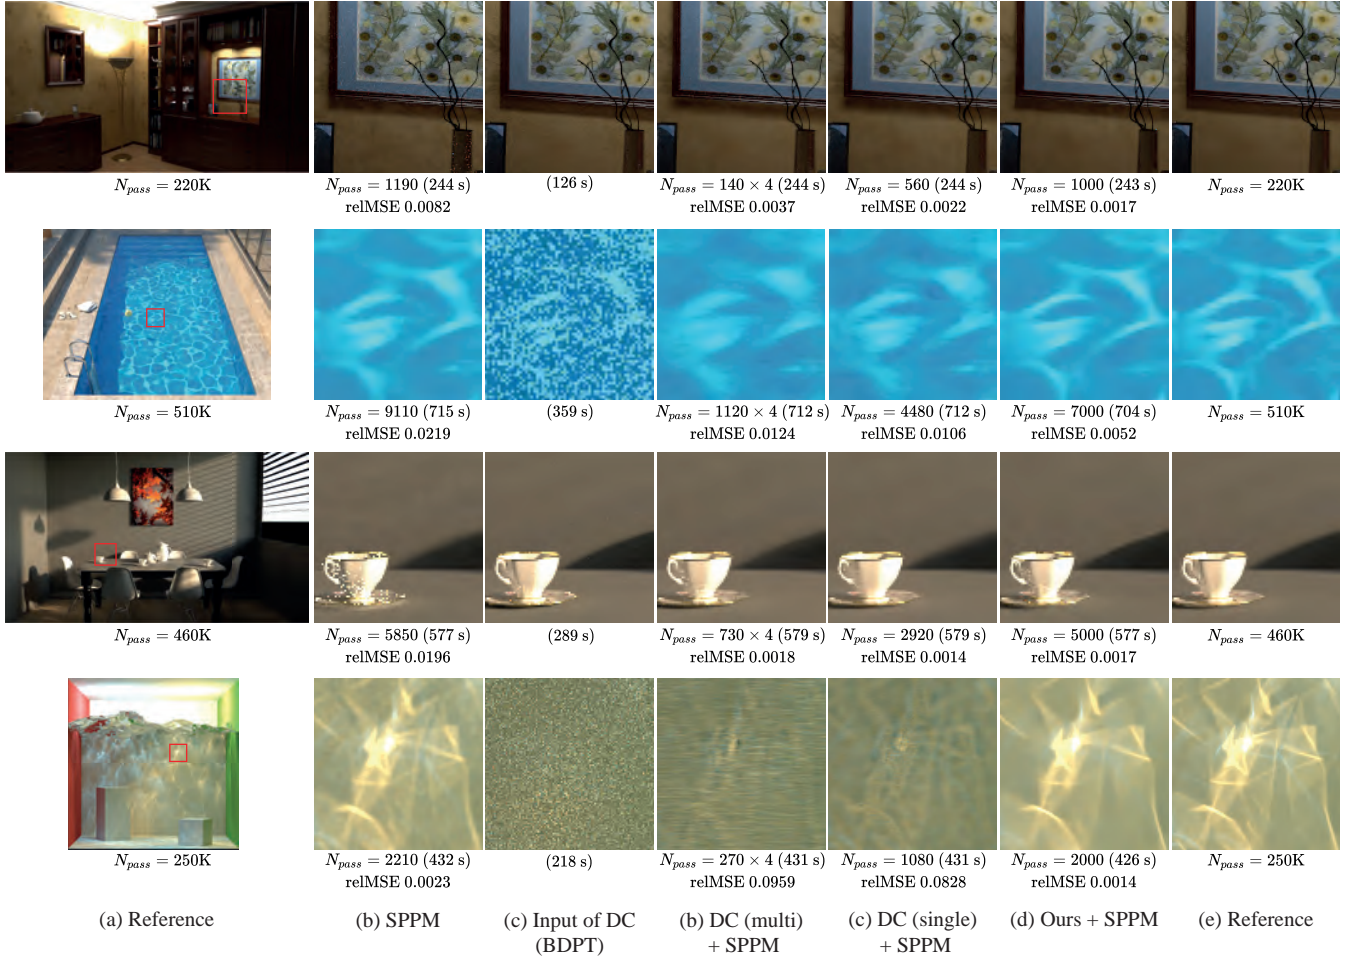 N_pass = 220K
N_pass = 1190 (244 s)
relMSE 0.0082
(126 s)
N_pass = 140 × 4 (244 s)
relMSE 0.0037
N_pass = 560 (244 s)
relMSE 0.0022
N_pass = 1000 (243 s)
relMSE 0.0017
N_pass = 220K
N_pass = 510K
N_pass = 9110 (715 s)
relMSE 0.0219
(359 s)
N_pass = 1120 × 4 (712 s)
relMSE 0.0124
N_pass = 4480 (712 s)
relMSE 0.0106
N_pass = 7000 (704 s)
relMSE 0.0052
N_pass = 510K
N_pass = 460K
N_pass = 5850 (577 s)
relMSE 0.0196
(289 s)
N_pass = 730 × 4 (579 s)
relMSE 0.0018
N_pass = 2920 (579 s)
relMSE 0.0014
N_pass = 5000 (577 s)
relMSE 0.0017
N_pass = 460K
N_pass = 250K
N_pass = 2210 (432 s)
relMSE 0.0023
(218 s)
N_pass = 270 × 4 (431 s)
relMSE 0.0959
N_pass = 1080 (431 s)
relMSE 0.0828
N_pass = 2000 (426 s)
relMSE 0.0014
N_pass = 250K
(a) Reference
(b) SPPM
(c) Input of DC
(BDPT)
(b) DC (multi)
+ SPPM
(c) DC (single)
+ SPPM
(d) Ours + SPPM
(e) Reference